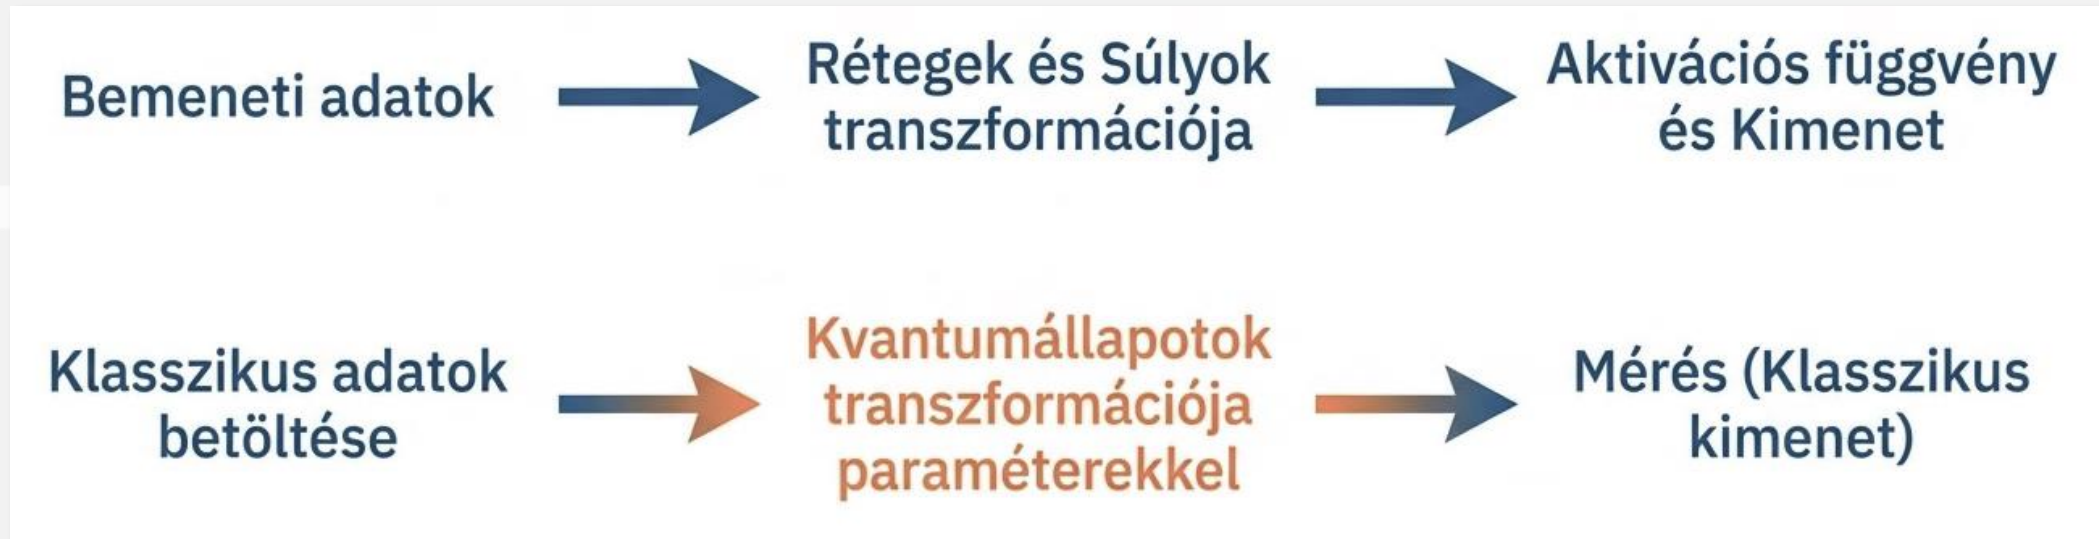 Bemeneti adatok
Rétegek és Súlyok
transzformációja
Aktivációs függvény
és Kimenet
Klasszikus adatok
betöltése
Kvantumállapotok
transzformációja
paraméterekkel
Mérés (Klasszikus
kimenet)